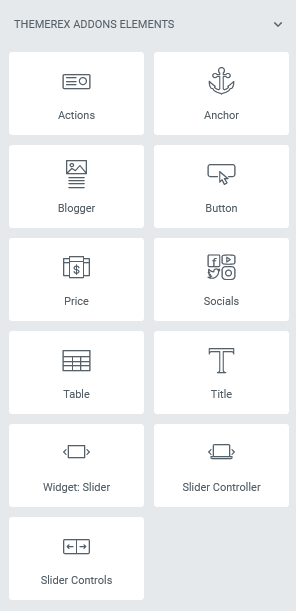 THEMEREX ADDONS ELEMENTS
Actions
Anchor
Blogger
Button
Price
Socials
Table
Title
Widget: Slider
Slider Controller
Slider Controls